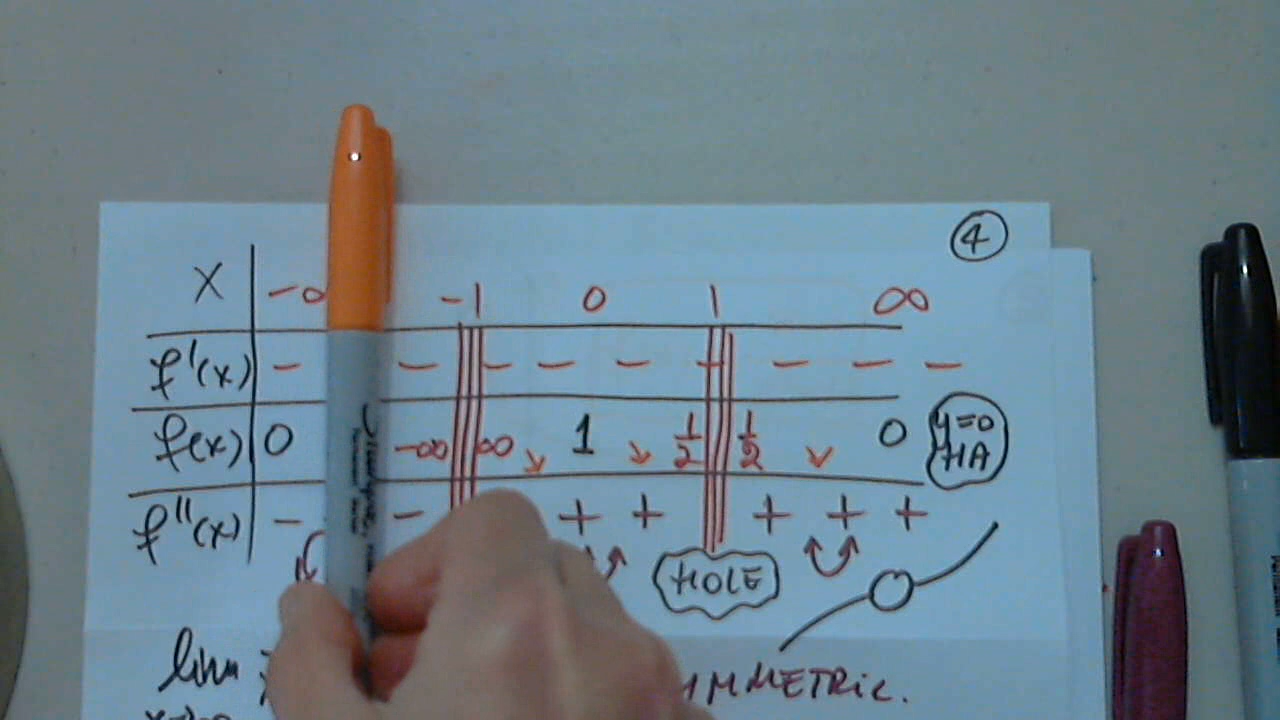 4
x -∞ -1 0 1 ∞
f'(x) - - - - - - - - -
f(x) 0 -∞ ∞ ↘ 1 ↘ 1/2 1/2 ↘ 0 y=0 HA
f''(x) - - + + + + +
HOLE
lim MMETRIC.